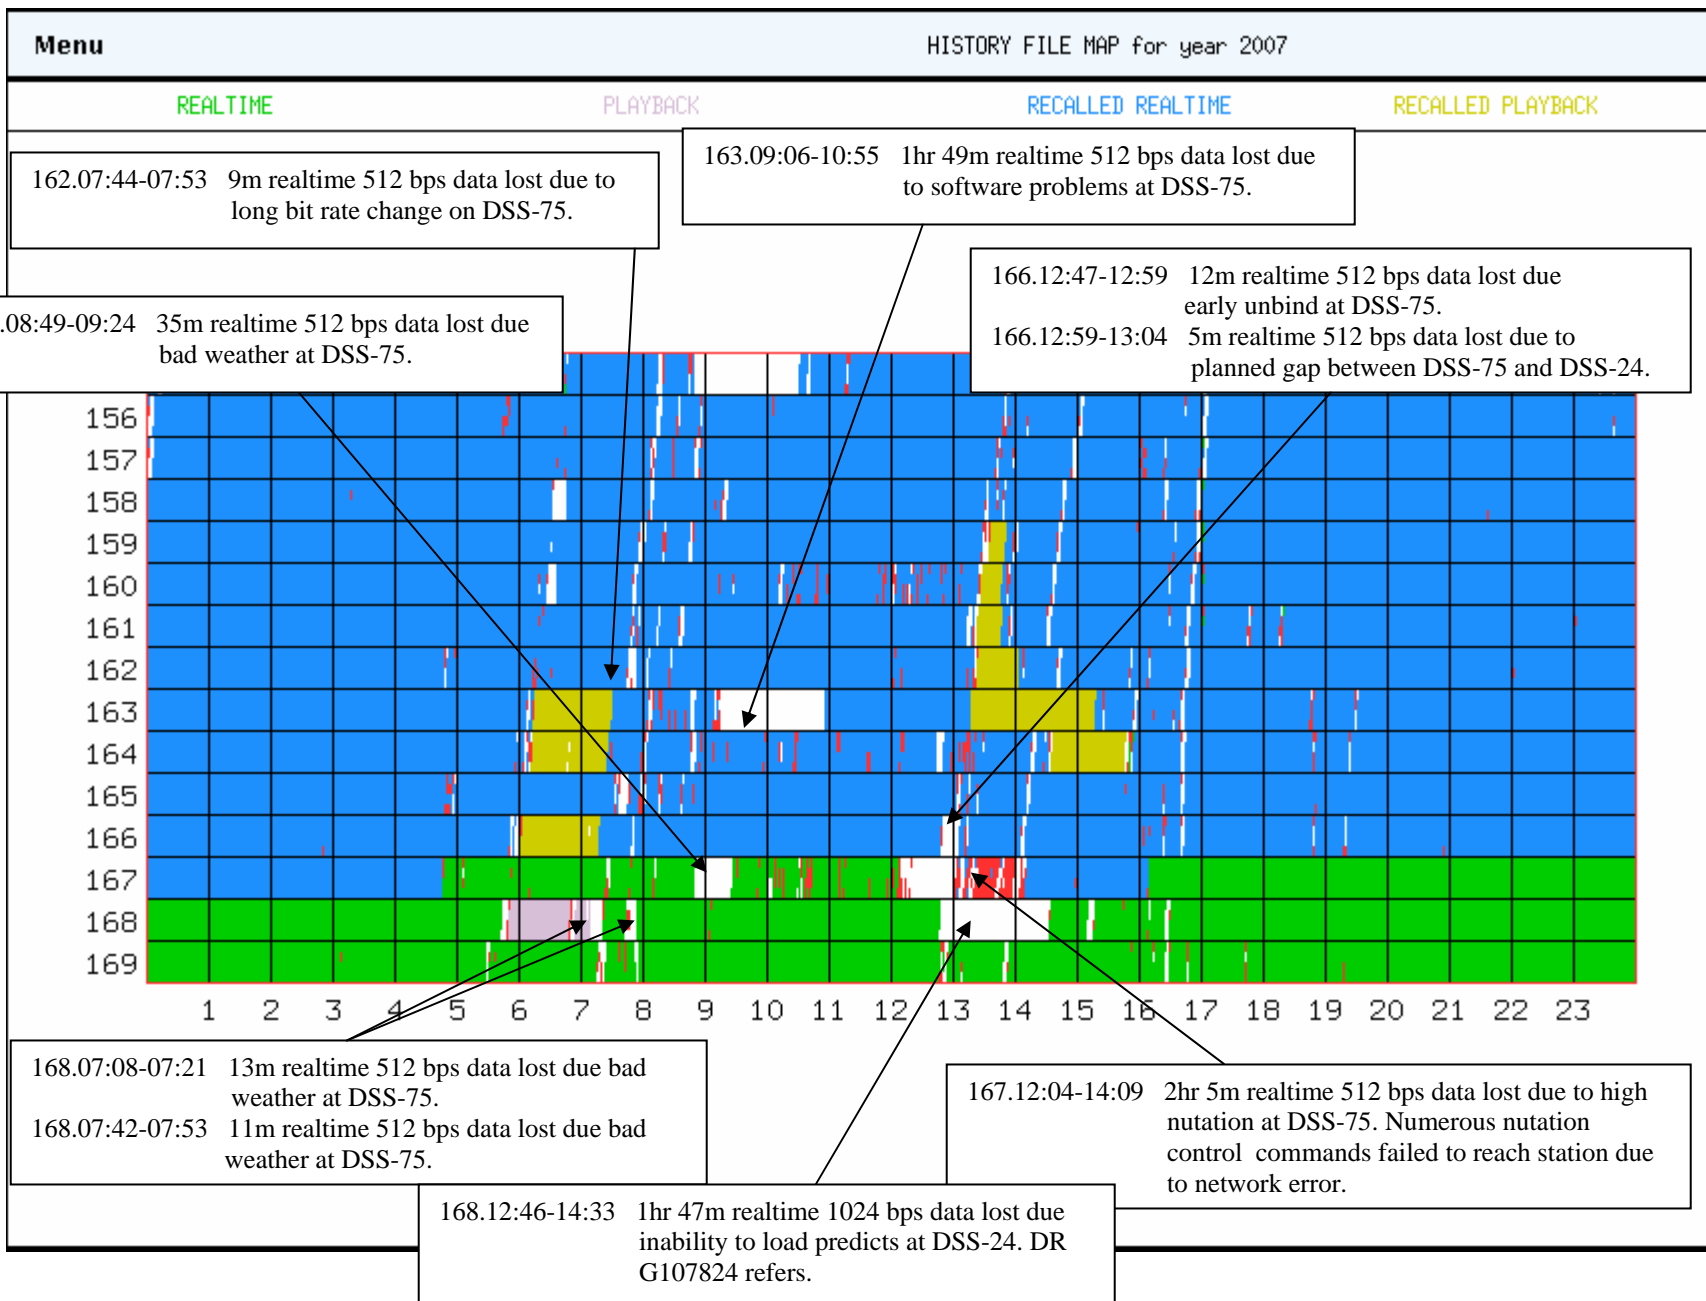 Menu
HISTORY FILE MAP for year 2007
REALTIME PLAYBACK RECALLED REALTIME RECALLED PLAYBACK
162.07:44-07:53 9m realtime 512 bps data lost due to
long bit rate change on DSS-75.
163.09:06-10:55 1hr 49m realtime 512 bps data lost due
to software problems at DSS-75.
166.12:47-12:59 12m realtime 512 bps data lost due
early unbind at DSS-75.
166.12:59-13:04 5m realtime 512 bps data lost due to
planned gap between DSS-75 and DSS-24.
.08:49-09:24 35m realtime 512 bps data lost due
bad weather at DSS-75.
156
157
158
159
160
161
162
163
164
165
166
167
168
169
1 2 3 4 5 6 7 8 9 10 11 12 13 14 15 16 17 18 19 20 21 22 23
168.07:08-07:21 13m realtime 512 bps data lost due bad
weather at DSS-75.
168.07:42-07:53 11m realtime 512 bps data lost due bad
weather at DSS-75.
167.12:04-14:09 2hr 5m realtime 512 bps data lost due to high
nutation at DSS-75. Numerous nutation
control commands failed to reach station due
to network error.
168.12:46-14:33 1hr 47m realtime 1024 bps data lost due
inability to load predicts at DSS-24. DR
G107824 refers.